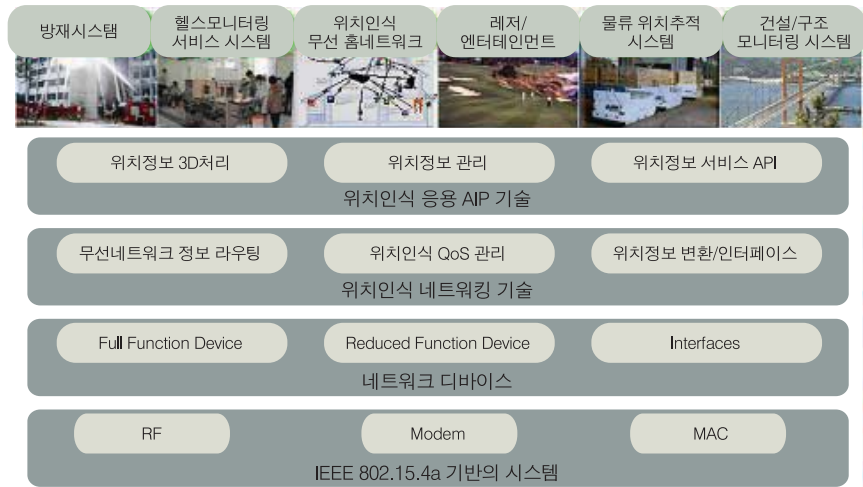 방재시스탬
헬스모니터링
서비스 시스템
위치인식
무선 홈네트워크
레저/
엔터테인먼트
물류 위치추적
시스템
건설/구조
모니터링 시스템
위치정보 3D처리
위치정보 관리
위치정보 서비스 API
위치인식 응용 AIP 기술
무선네트워크 정보 라우팅
위치인식 QoS 관리
위치정보 변환/인터페이스
위치인식 네트워킹 기술
Full Function Device
Reduced Function Device
Interfaces
네트워크 디바이스
RF
Modem
MAC
IEEE 802.15.4a 기반의 시스템